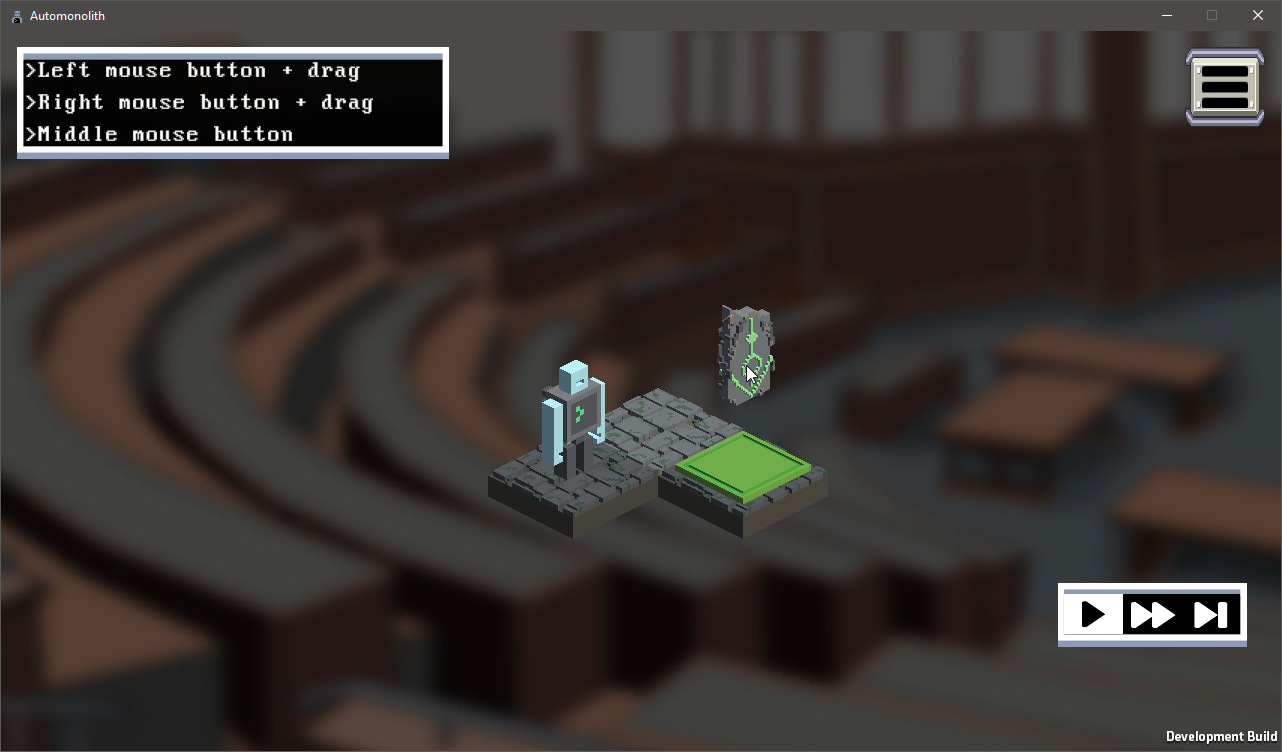 Automonolith
>Left mouse button + drag
>Right mouse button + drag
>Middle mouse button
Development Build